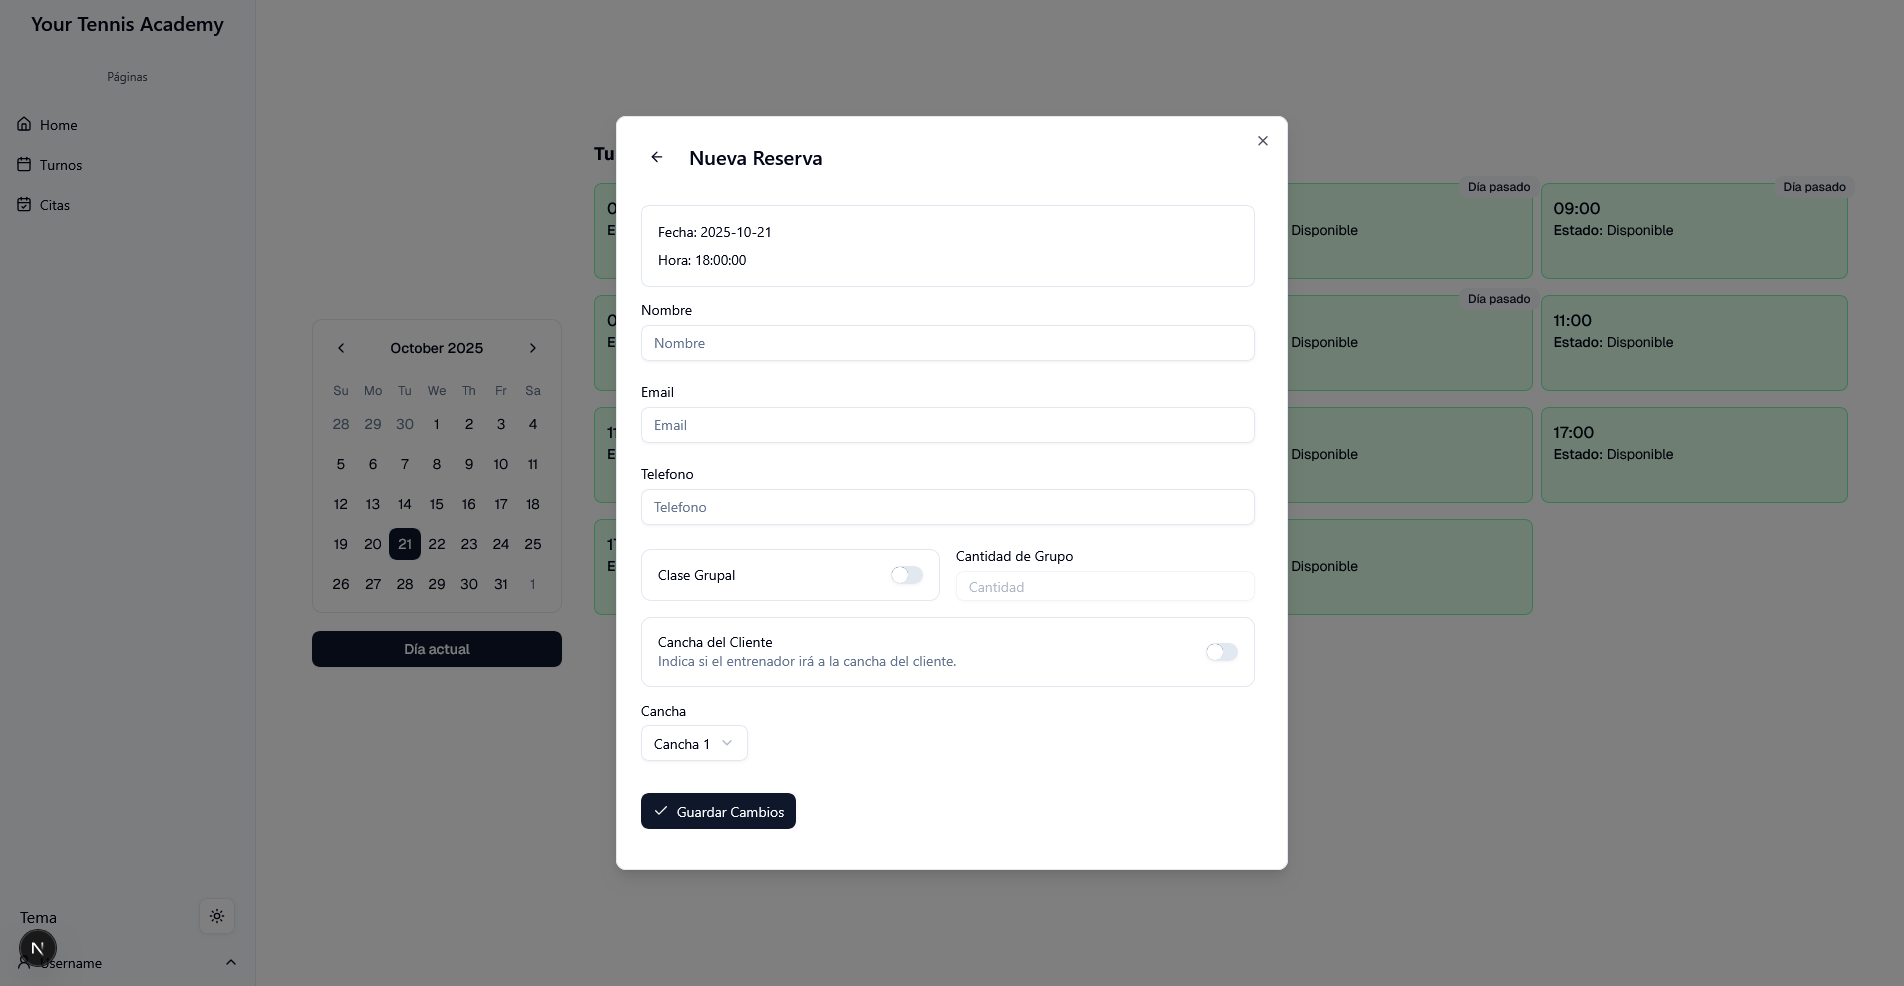 Your Tennis Academy
Páginas
Home
Turnos
Citas
Tema
N
Username
October 2025
Su Mo Tu We Th Fr Sa
28 29 30 1 2 3 4
5 6 7 8 9 10 11
12 13 14 15 16 17 18
19 20 21 22 23 24 25
26 27 28 29 30 31 1
Día actual
Nueva Reserva
Fecha: 2025-10-21
Hora: 18:00:00
Nombre
Nombre
Email
Email
Telefono
Telefono
Clase Grupal
Cantidad de Grupo
Cantidad
Cancha del Cliente
Indica si el entrenador irá a la cancha del cliente.
Cancha
Cancha 1
Guardar Cambios
Día pasado
Disponible
Día pasado
09:00
Estado: Disponible
Día pasado
Disponible
11:00
Estado: Disponible
Disponible
17:00
Estado: Disponible
Disponible